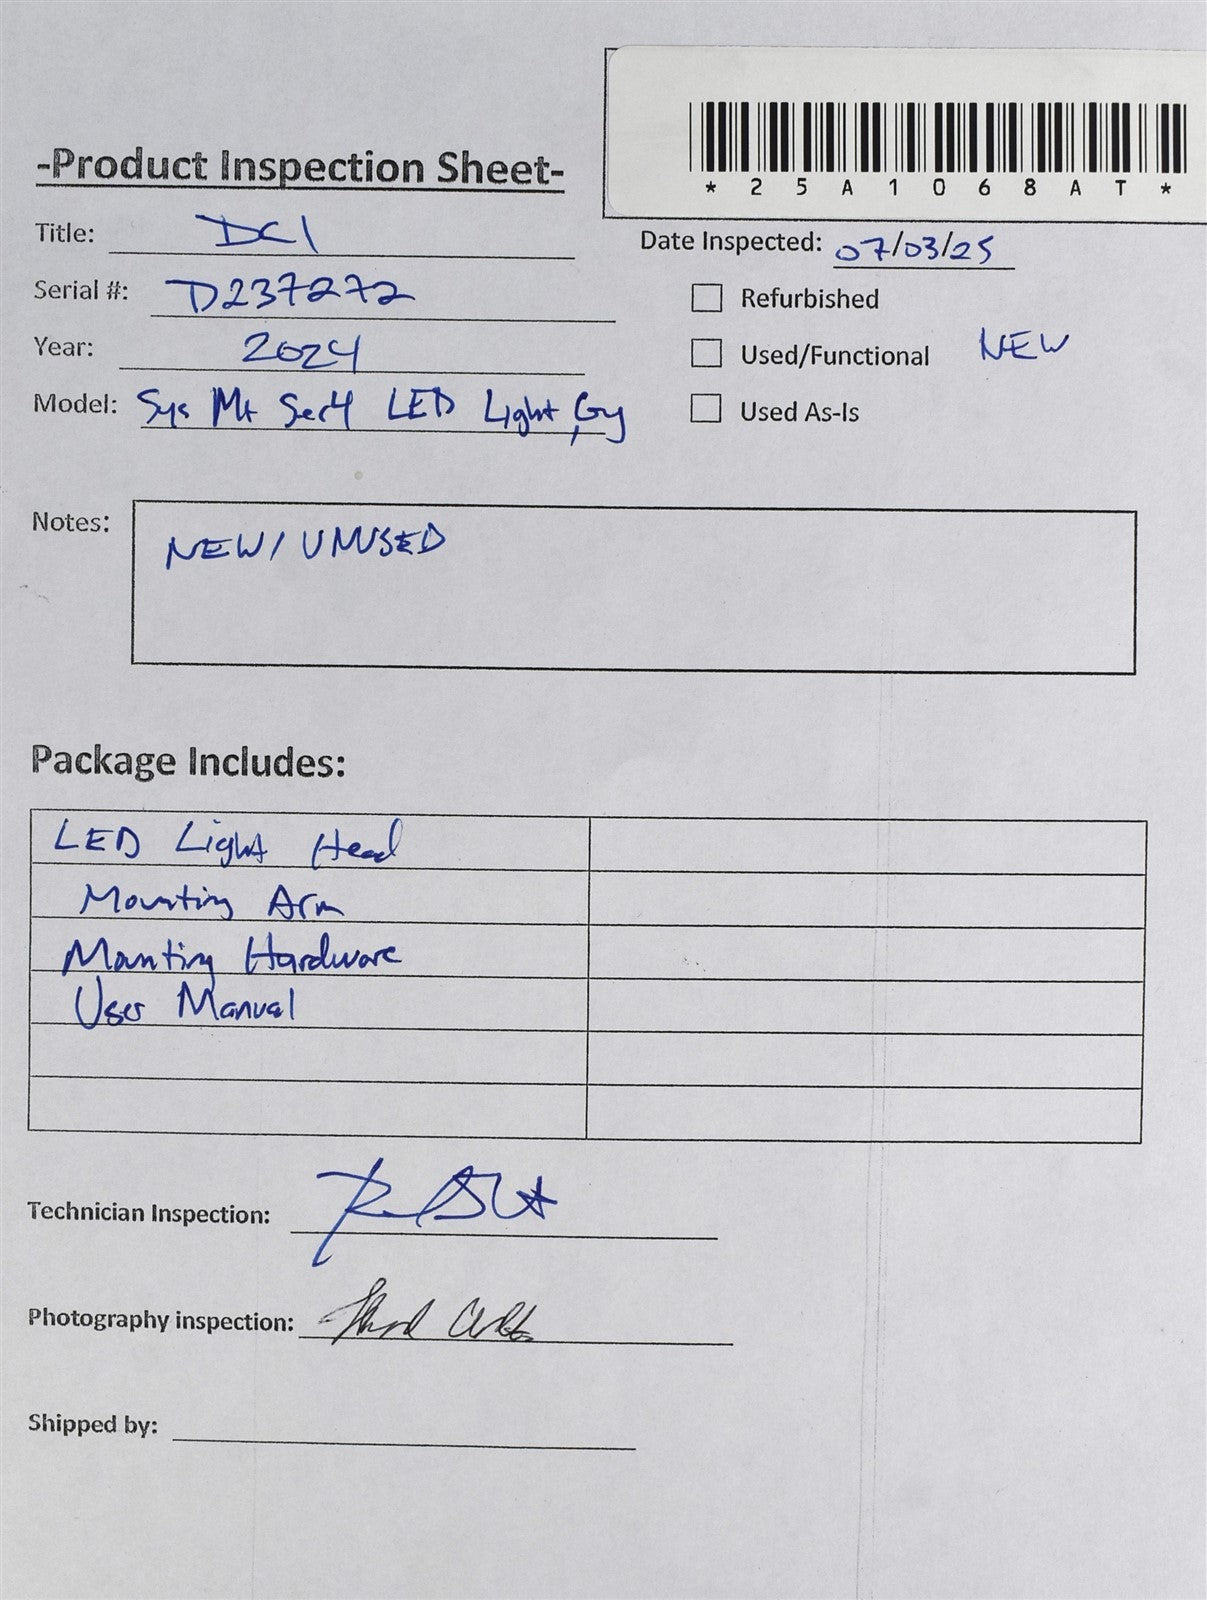 *25A1068AT*
-Product Inspection Sheet-
Title: DCI
Date Inspected: 07/03/25
Serial #: D237272
Refurbished
Year: 2024
Used/Functional NEW
Model: Sys Mt Ser4 LED Light, Gy
Used As-Is
Notes: NEW/UNUSED
Package Includes:
LED Light Head
Mounting Arm
Mounting Hardware
User Manual
Technician Inspection:
Photography inspection:
Shipped by: